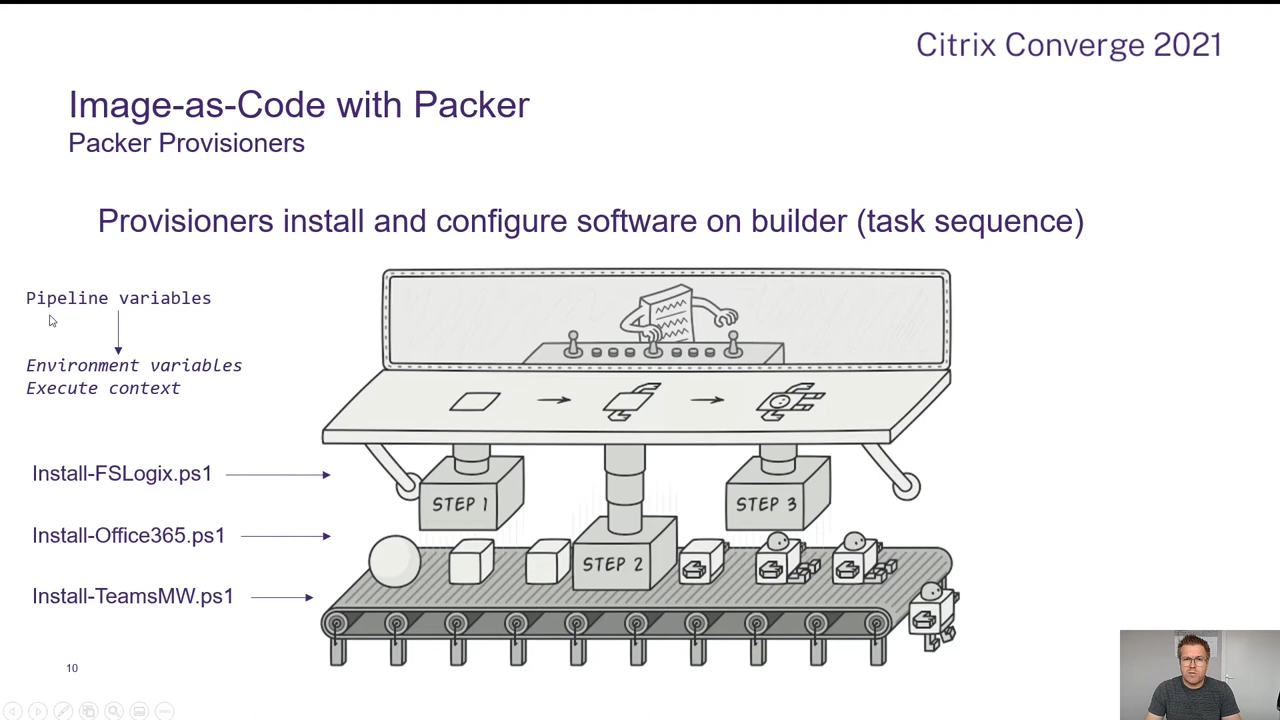 Citrix Converge 2021
Image-as-Code with Packer
Packer Provisioners
Provisioners install and configure software on builder (task sequence)
Pipeline variables
Environment variables
Execute context
Install-FSLogix.ps1
Install-Office365.ps1
Install-TeamsMW.ps1
STEP 1
STEP 2
STEP 3
10